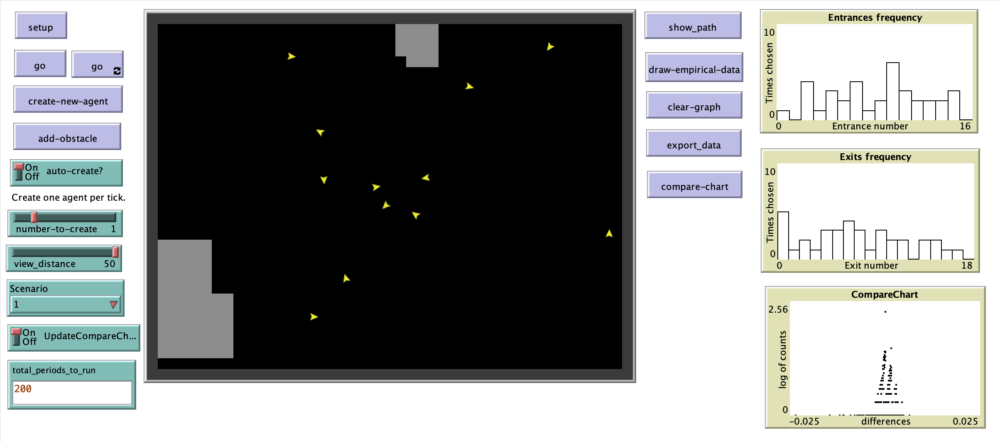 setup
go
go
create-new-agent
add-obstacle
On
Off
auto-create?
Create one agent per tick.
number-to-create 1
view_distance 50
Scenario
1
On
Off
UpdateCompareCh...
total_periods_to_run
200
show_path
draw-empirical-data
clear-graph
export_data
compare-chart
Entrances frequency
10
Times chosen
0
0 Entrance number 16
Exits frequency
10
Times chosen
0
0 Exit number 18
CompareChart
2.56
log of counts
0
-0.025 differences 0.025